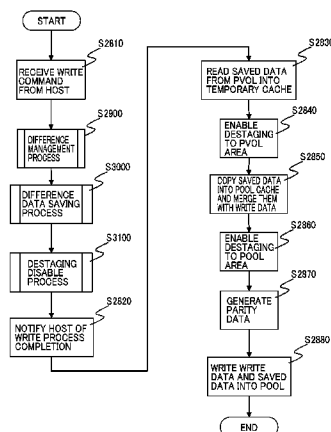 START
S2810
RECEIVE WRITE
COMMAND
FROM HOST
S2900
DIFFERENCE
MANAGEMENT
PROCESS
S3000
DIFFERENCE
DATA SAVING
PROCESS
S3100
DESTAGING
DISABLE
PROCESS
S2820
NOTIFY HOST OF
WRITE PROCESS
COMPLETION
S2830
READ SAVED DATA
FROM PVOL INTO
TEMPORARY CACHE
S2840
ENABLE
DESTAGING
TO PVOL
AREA
S2850
COPY SAVED DATA
INTO POOL CACHE
AND MERGE THEM
WITH WRITE DATA
S2860
ENABLE
DESTAGING
TO POOL
AREA
S2870
GENERATE
PARITY
DATA
S2880
WRITE WRITE
DATA AND SAVED
DATA INTO POOL
END